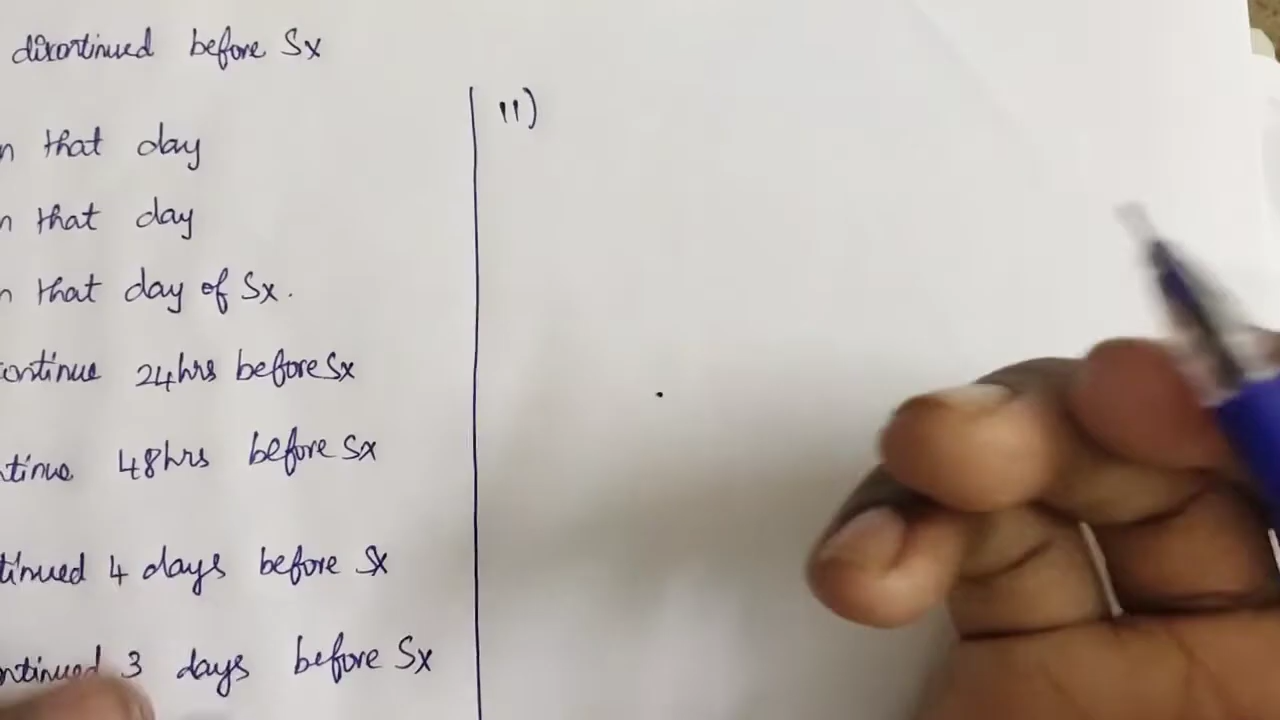 discontinued before Sx
n that day
n that day
n that day of Sx.
continue 24hrs before Sx
tinue 48hrs before Sx
tinued 4 days before Sx
ntinued 3 days before Sx
11)